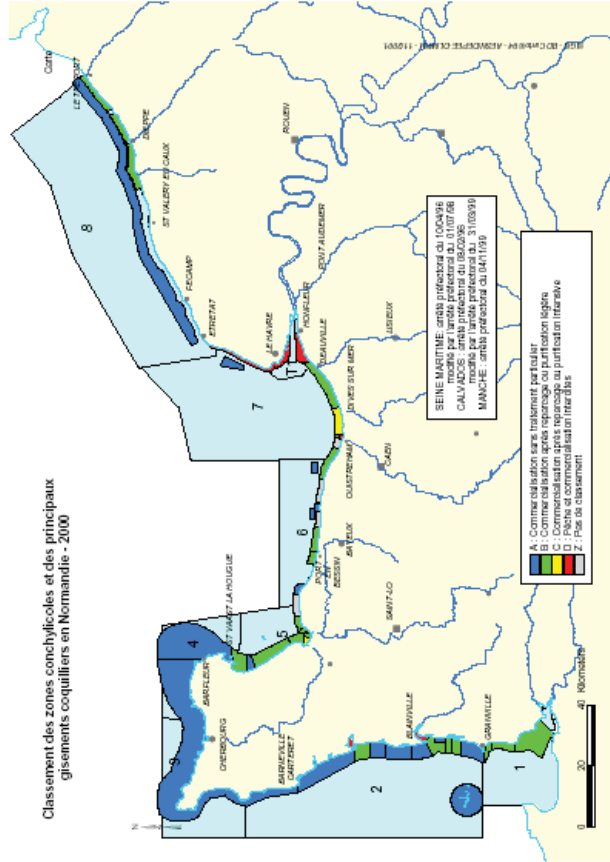 Classement des zones conchylicoles et des principaux
gisements coquilliers en Normandie - 2000
N
Carte
LE TREPORT
DIEPPE
ST VALERY EN CAUX
8
FECAMP
ETRETAT
ROUEN
PONT AUDEMER
LE HAVRE
HONFLEUR
7
DEAUVILLE
LISIEUX
DIVES SUR MER
OUISTREHAM
CAEN
6
BAYEUX
PORT
EN
BESSIN
ST VAAST LA HOUGUE
5
4
BARFLEUR
SAINT-LO
3
CHERBOURG
BARNEVILLE
CARTERET
BLAINVILLE
2
GRANVILLE
1
SEINE MARITIME: arrêté préfectoral du 10/04/96
modifié par l'arrêté préfectoral du 01/07/98
CALVADOS : arrêté préfectoral du 08/02/96
modifié par l'arrêté préfectoral du 31/03/99
MANCHE : arrêté préfectoral du 04/11/99
A : Commercialisation sans traitement particulier
B : Commercialisation après reparcage ou purification légère
C : Commercialisation après reparcage ou purification intensive
D : Pêche et commercialisation interdites
Z : Pas de classement
0 20 40 Kilometers